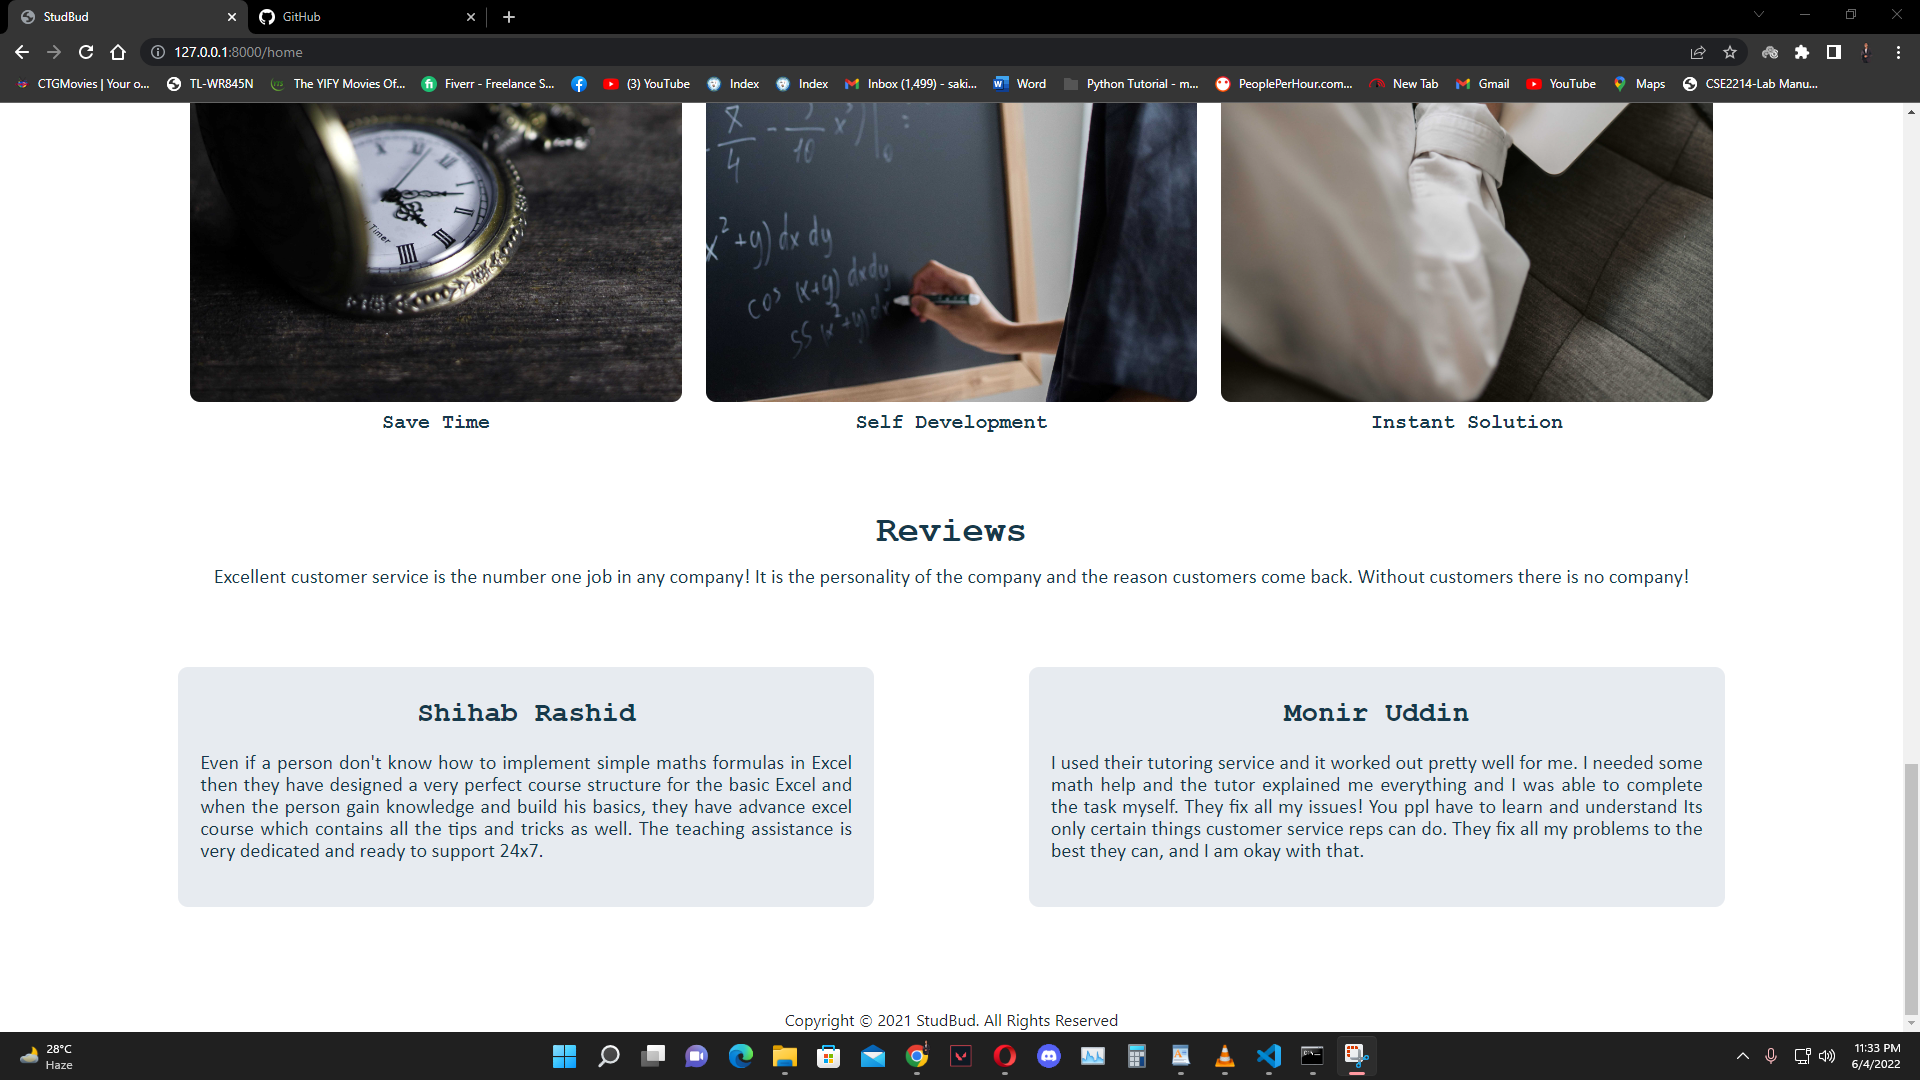 StudBud
GitHub
127.0.0.1:8000/home
CTGMovies | Your o...
TL-WR845N
The YIFY Movies Of...
Fiverr - Freelance S...
(3) YouTube
Index
Index
Inbox (1,499) - saki...
Word
Python Tutorial - m...
PeoplePerHour.com...
New Tab
Gmail
YouTube
Maps
CSE2214-Lab Manu...
Save Time
Self Development
Instant Solution
Reviews
Excellent customer service is the number one job in any company! It is the personality of the company and the reason customers come back. Without customers there is no company!
Shihab Rashid
Even if a person don't know how to implement simple maths formulas in Excel
then they have designed a very perfect course structure for the basic Excel and
when the person gain knowledge and build his basics, they have advance excel
course which contains all the tips and tricks as well. The teaching assistance is
very dedicated and ready to support 24x7.
Monir Uddin
I used their tutoring service and it worked out pretty well for me. I needed some
math help and the tutor explained me everything and I was able to complete
the task myself. They fix all my issues! You ppl have to learn and understand Its
only certain things customer service reps can do. They fix all my problems to the
best they can, and I am okay with that.
Copyright © 2021 StudBud. All Rights Reserved
28°C
Haze
11:33 PM
6/4/2022